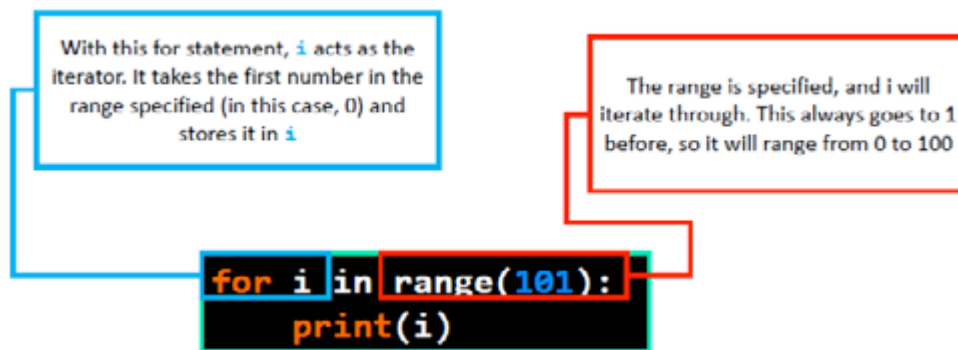 With this for statement, i acts as the
iterator. It takes the first number in the
range specified (in this case, 0) and
stores it in i
The range is specified, and i will
iterate through. This always goes to 1
before, so it will range from 0 to 100
for i in range(101):
print(i)